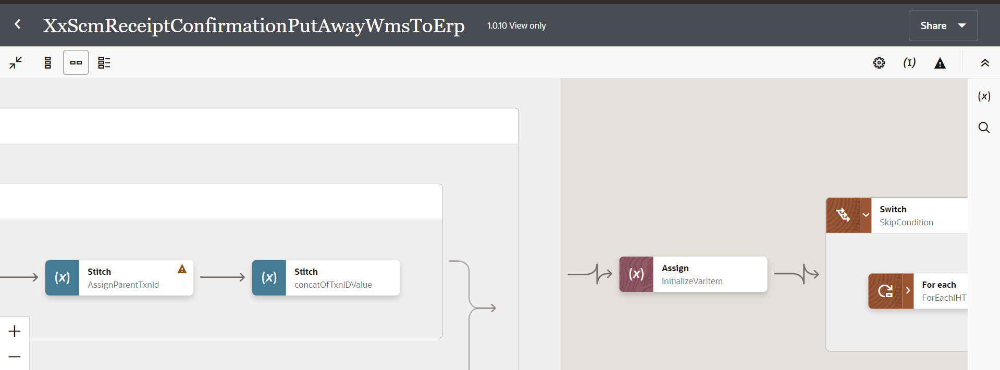 XxScmReceiptConfirmationPutAwayWmsToErp
1.0.10 View only
Share
(I)
(x)
Switch
SkipCondition
(x)
Stitch
AssignParentTxnId
(x)
Stitch
concatOfTxnIDValue
(x)
Assign
InitializeVarItem
For each
ForEachIHT